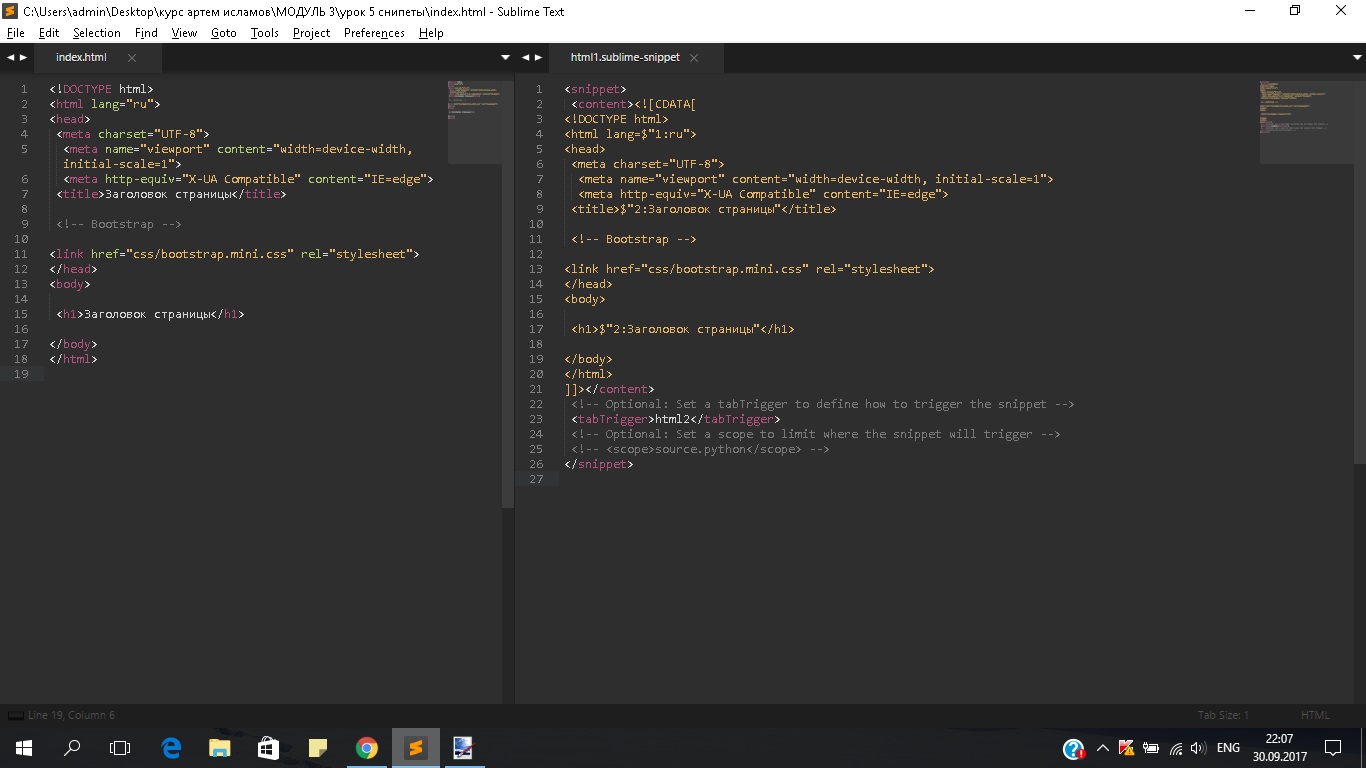 C:\Users\admin\Desktop\курс артем исламов\МОДУЛЬ 3\урок 5 снипеты\index.html - Sublime Text
File Edit Selection Find View Goto Tools Project Preferences Help
index.html
1 <!DOCTYPE html>
2 <html lang="ru">
3 <head>
4 <meta charset="UTF-8">
5 <meta name="viewport" content="width=device-width,
initial-scale=1">
6 <meta http-equiv="X-UA Compatible" content="IE=edge">
7 <title>Заголовок страницы</title>
8
9 <!-- Bootstrap -->
10
11 <link href="css/bootstrap.mini.css" rel="stylesheet">
12 </head>
13 <body>
14
15 <h1>Заголовок страницы</h1>
16
17 </body>
18 </html>
19
html1.sublime-snippet
1 <snippet>
2 <content><![CDATA[
3 <!DOCTYPE html>
4 <html lang=$"1:ru">
5 <head>
6 <meta charset="UTF-8">
7 <meta name="viewport" content="width=device-width, initial-scale=1">
8 <meta http-equiv="X-UA Compatible" content="IE=edge">
9 <title>$"2:Заголовок страницы"</title>
10
11 <!-- Bootstrap -->
12
13 <link href="css/bootstrap.mini.css" rel="stylesheet">
14 </head>
15 <body>
16
17 <h1>$"2:Заголовок страницы"</h1>
18
19 </body>
20 </html>
21 ]]></content>
22 <!-- Optional: Set a tabTrigger to define how to trigger the snippet -->
23 <tabTrigger>html2</tabTrigger>
24 <!-- Optional: Set a scope to limit where the snippet will trigger -->
25 <!-- <scope>source.python</scope> -->
26 </snippet>
27
Line 19, Column 6
Tab Size: 1
HTML
ENG
22:07
30.09.2017